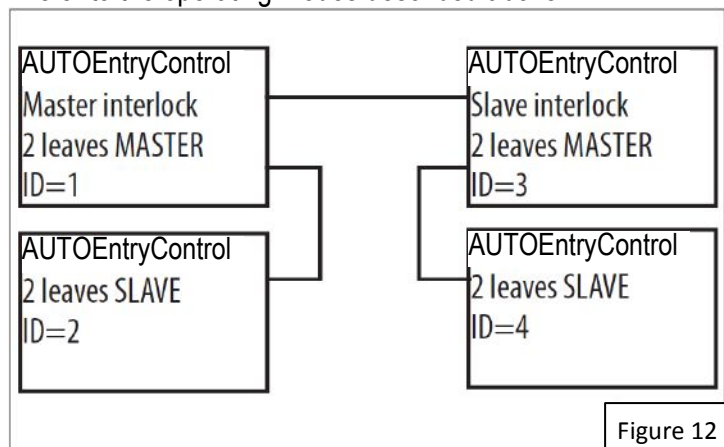 AUTOEntryControl
Master interlock
2 leaves MASTER
ID=1
AUTOEntryControl
Slave interlock
2 leaves MASTER
ID=3
AUTOEntryControl
2 leaves SLAVE
ID=2
AUTOEntryControl
2 leaves SLAVE
ID=4
Figure 12